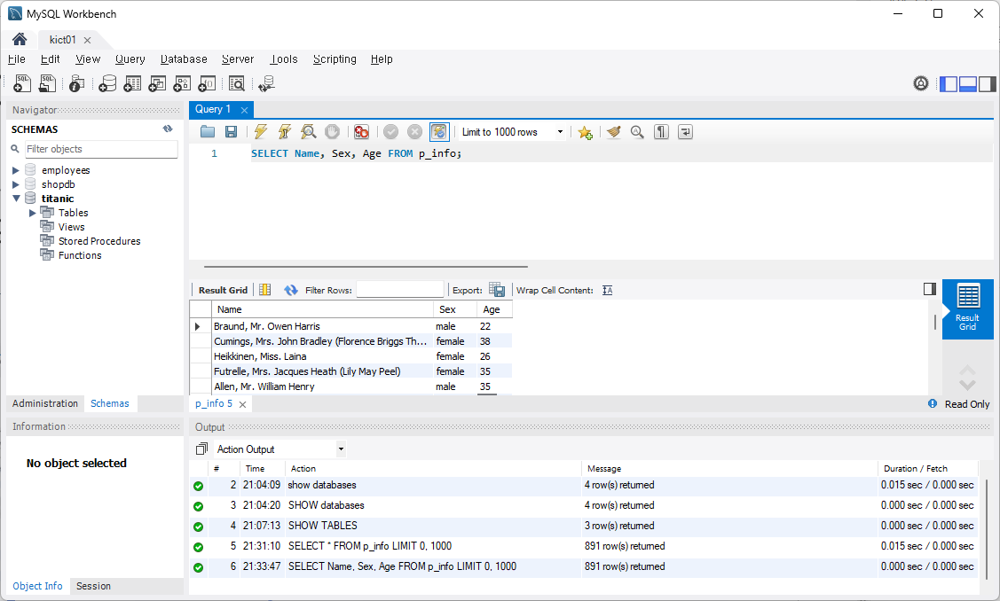 MySQL Workbench
kict01
File Edit View Query Database Server Tools Scripting Help
Navigator
SCHEMAS
Filter objects
employees
shopdb
titanic
Tables
Views
Stored Procedures
Functions
Administration Schemas
Information
No object selected
Object Info Session
Query 1
Limit to 1000 rows
1 SELECT Name, Sex, Age FROM p_info;
Result Grid Filter Rows: Export: Wrap Cell Content:
Name Sex Age
Braund, Mr. Owen Harris male 22
Cumings, Mrs. John Bradley (Florence Briggs Th... female 38
Heikkinen, Miss. Laina female 26
Futrelle, Mrs. Jacques Heath (Lily May Peel) female 35
Allen, Mr. William Henry male 35
Result
Grid
p_info 5
Read Only
Output
Action Output
# Time Action Message Duration / Fetch
2 21:04:09 show databases 4 row(s) returned 0.015 sec / 0.000 sec
3 21:04:20 SHOW databases 4 row(s) returned 0.000 sec / 0.000 sec
4 21:07:13 SHOW TABLES 3 row(s) returned 0.000 sec / 0.000 sec
5 21:31:10 SELECT * FROM p_info LIMIT 0, 1000 891 row(s) returned 0.015 sec / 0.000 sec
6 21:33:47 SELECT Name, Sex, Age FROM p_info LIMIT 0, 1000 891 row(s) returned 0.000 sec / 0.000 sec